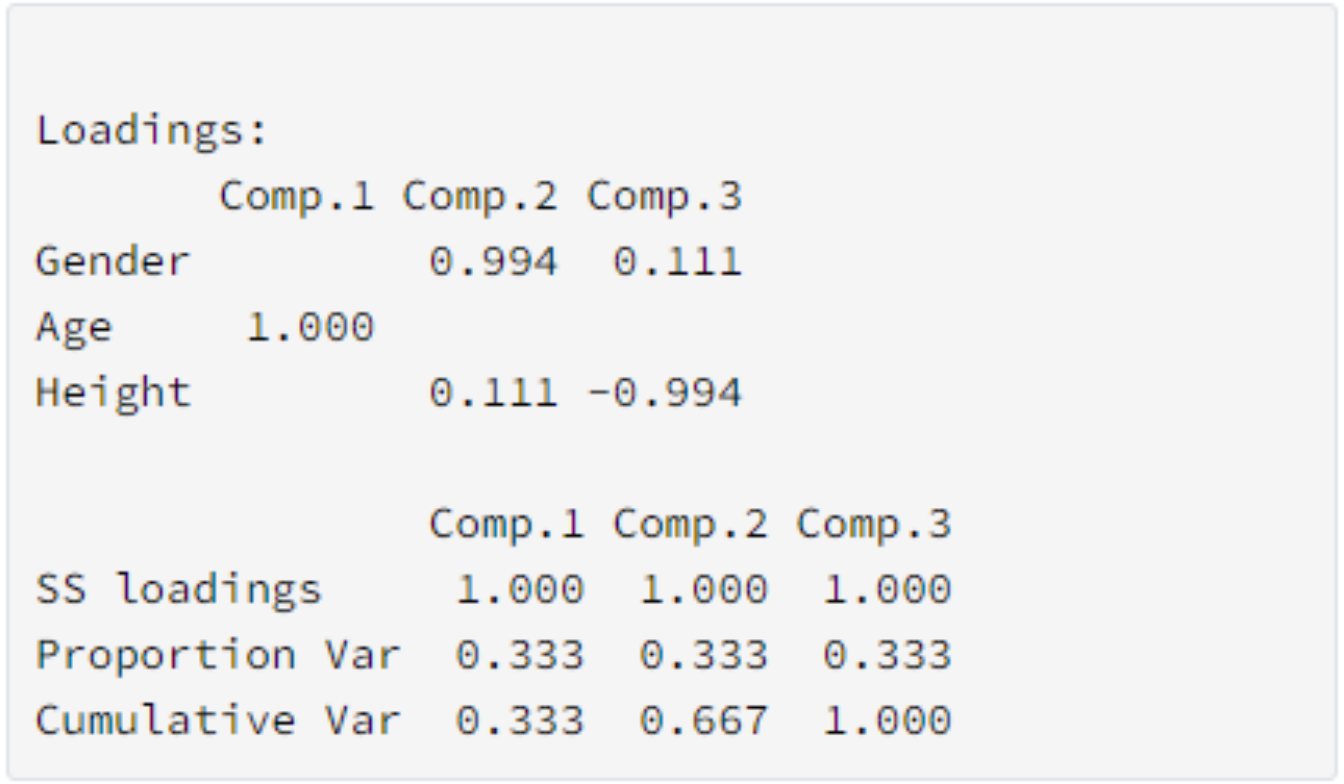 Loadings:
       Comp.1 Comp.2 Comp.3
Gender         0.994  0.111
Age     1.000
Height         0.111 -0.994
               Comp.1 Comp.2 Comp.3
SS loadings     1.000  1.000  1.000
Proportion Var  0.333  0.333  0.333
Cumulative Var  0.333  0.667  1.000